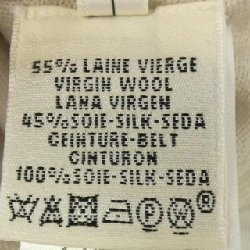 55% LAINE VIERGE
VIRGIN WOOL
LANA VIRGEN
45%SOIE-SILK-SEDA
CEINTURE-BELT
CINTURON
100%SOIE-SILK-SEDA
P W ®